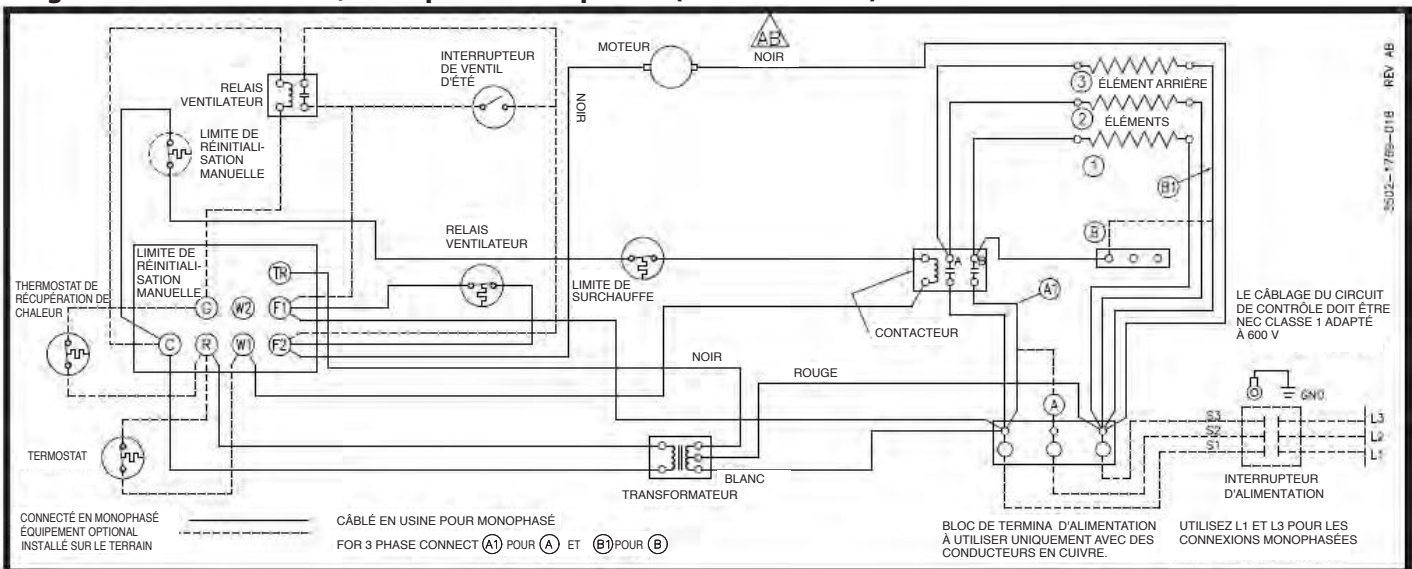 AB
NOIR
MOTEUR
INTERRUPTEUR
DE VENTIL
D'ÉTÉ
RELAIS
VENTILATEUR
NOIR
LIMITE DE
RÉINITIALI-
SATION
MANUELLE
3
ÉLÉMENT ARRIÈRE
2
ÉLÉMENTS
1
B1
B
3502-1769-018 REV AB
RELAIS
VENTILATEUR
LIMITE DE
SURCHAUFFE
A
B
A1
CONTACTEUR
LIMITE DE
RÉINITIALI-
SATION
MANUELLE
TR
G
W2
F1
C
R
W1
F2
THERMOSTAT DE
RÉCUPÉRATION DE
CHALEUR
TERMOSTAT
NOIR
ROUGE
BLANC
TRANSFORMATEUR
LE CÂBLAGE DU CIRCUIT
DE CONTRÔLE DOIT ÊTRE
NEC CLASSE 1 ADAPTÉ
À 600 V
A
GND.
S3
S2
S1
L3
L2
L1
INTERRUPTEUR
D'ALIMENTATION
CONNECTÉ EN MONOPHASÉ
ÉQUIPEMENT OPTIONAL
INSTALLÉ SUR LE TERRAIN
CÂBLÉ EN USINE POUR MONOPHASÉ
FOR 3 PHASE CONNECT A1 POUR A ET B1 POUR B
BLOC DE TERMINA D'ALIMENTATION
À UTILISER UNIQUEMENT AVEC DES
CONDUCTEURS EN CUIVRE.
UTILISEZ L1 ET L3 POUR LES
CONNEXIONS MONOPHASÉES